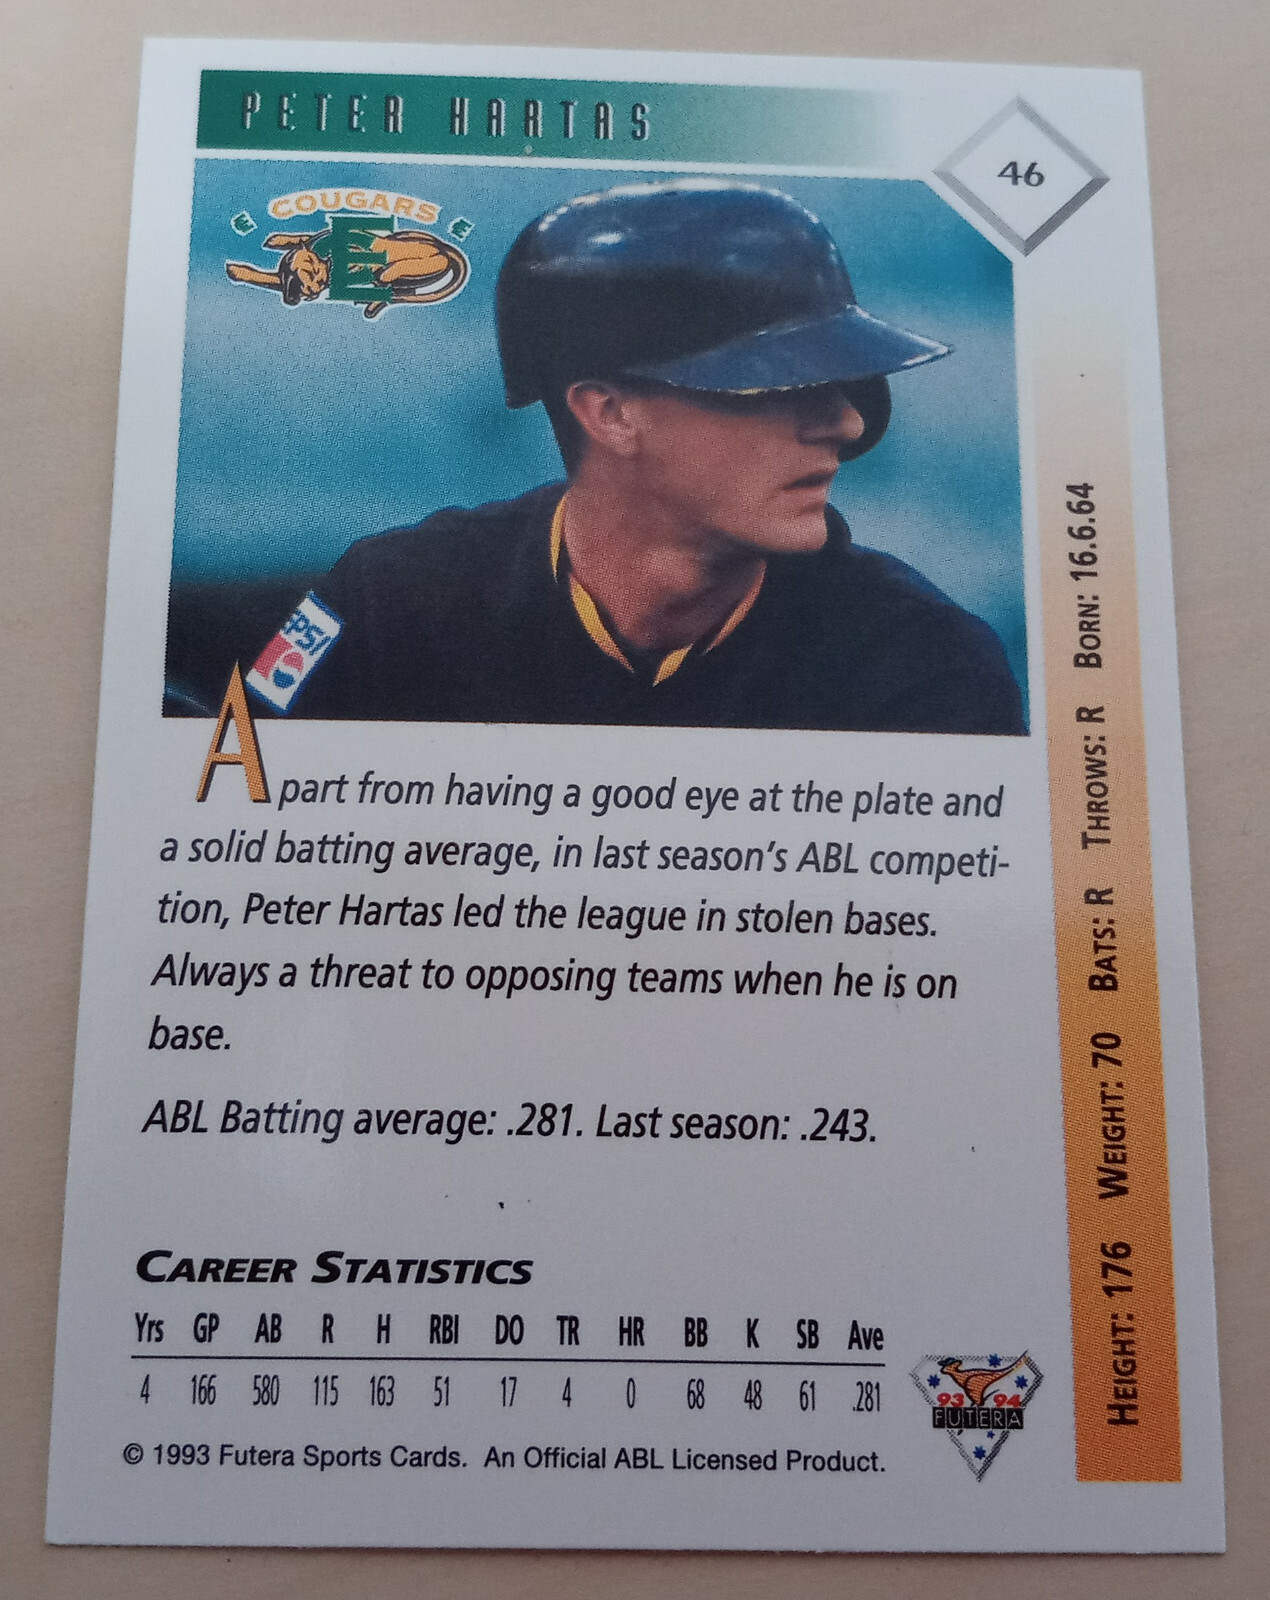 PETER HARTAS
46
COUGARS
E E
E
PSI
Apart from having a good eye at the plate and
a solid batting average, in last season's ABL competi-
tion, Peter Hartas led the league in stolen bases.
Always a threat to opposing teams when he is on
base.
ABL Batting average: .281. Last season: .243.
CAREER STATISTICS
Yrs GP AB R H RBI DO TR HR BB K SB Ave
4 166 580 115 163 51 17 4 0 68 48 61 .281
© 1993 Futera Sports Cards. An Official ABL Licensed Product.
93 94
FUTERA
HEIGHT: 176 WEIGHT: 70 BATS: R THROWS: R BORN: 16.6.64